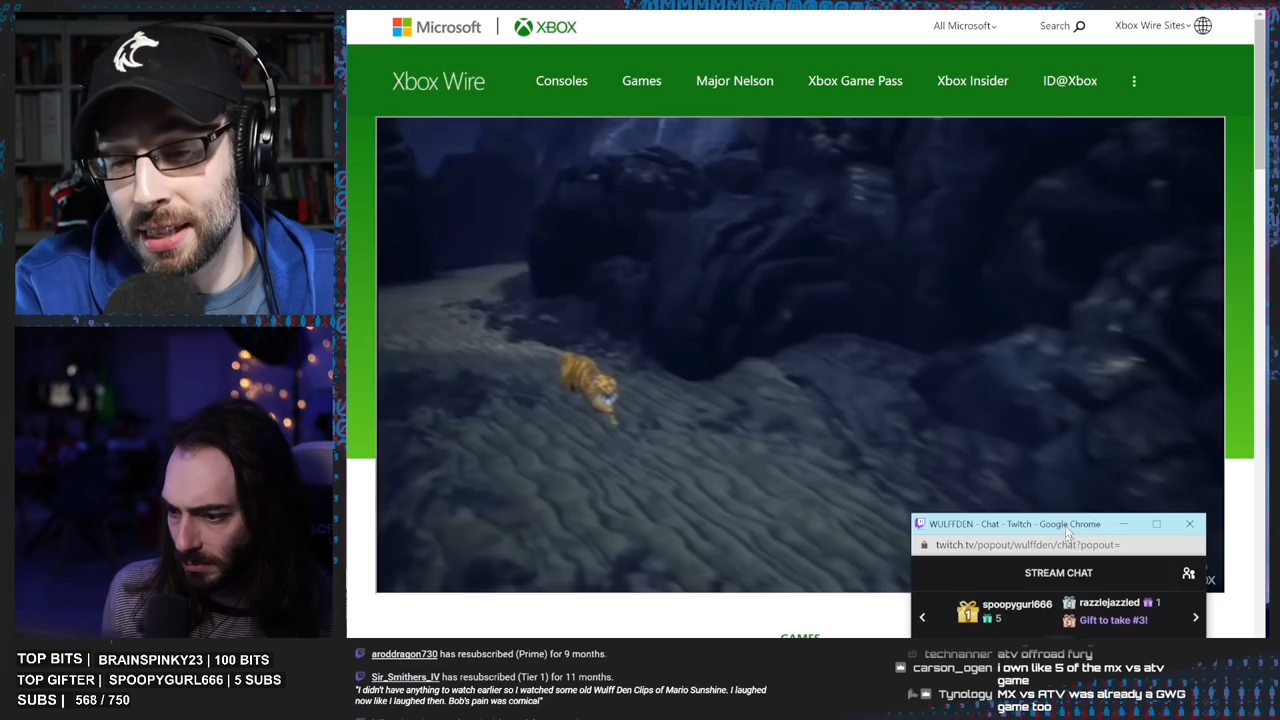 Microsoft | XBOX
All Microsoft
Search
Xbox Wire Sites
Xbox Wire
Consoles
Games
Major Nelson
Xbox Game Pass
Xbox Insider
ID@Xbox
WULFFDEN - Chat - Twitch - Google Chrome
twitch.tv/popout/wulffden/chat?popout=
STREAM CHAT
spoopygurl666
5
1
razzlejazzled 1
Gift to take #3!
GAMES
TOP BITS | BRAINSPINKY23 | 100 BITS
TOP GIFTER | SPOOPYGURL666 | 5 SUBS
SUBS | 568 / 750
aroddragon730 has resubscribed (Prime) for 9 months.
Sir_Smithers_IV has resubscribed (Tier 1) for 11 months.
"I didn't have anything to watch earlier so I watched some old Wulff Den Clips of Mario Sunshine. I laughed
now like I laughed then. Bob's pain was comical"
technanner atv offroad fury
carson_ogen i own like 5 of the mx vs atv
game
Tynology MX vs ATV was already a GWG
game too